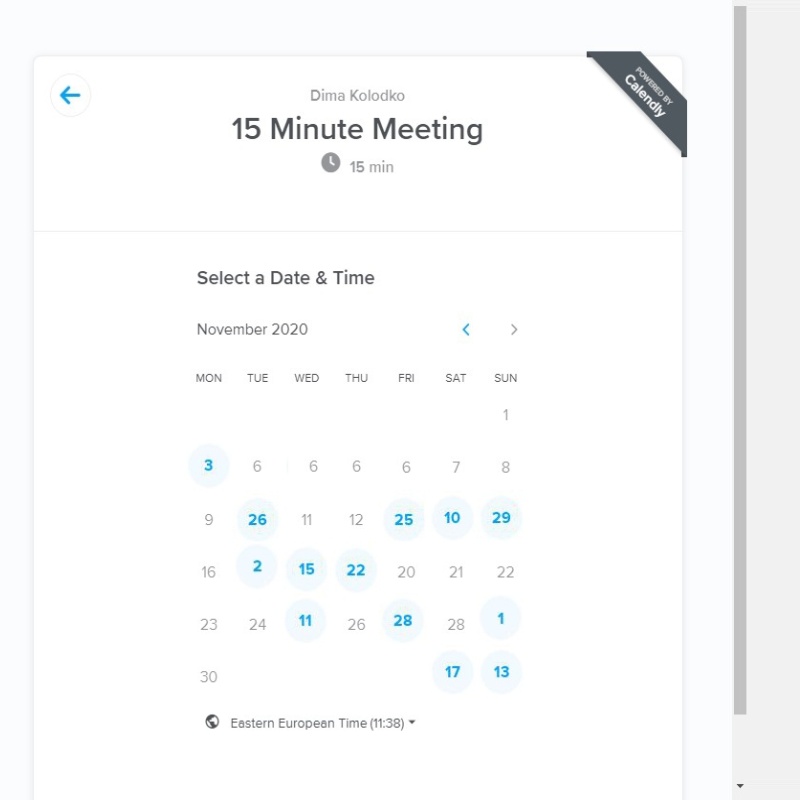 POWERED BY
Calendly
Dima Kolodko
15 Minute Meeting
15 min
Select a Date & Time
November 2020
MON TUE WED THU FRI SAT SUN
1
3 6 6 6 6 7 8
9 26 11 12 25 10 29
16 2 15 22 20 21 22
23 24 11 26 28 28 1
30 17 13
Eastern European Time (11:38)